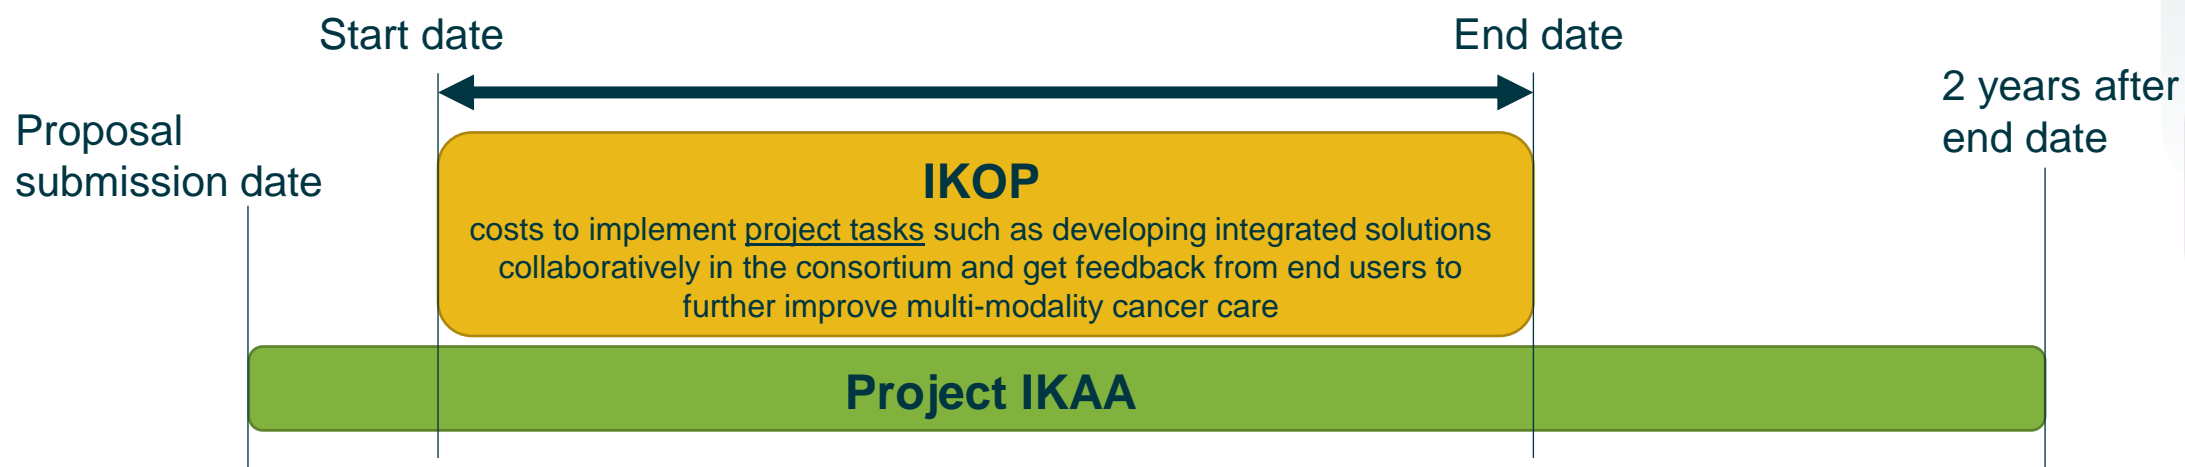 Start date
End date
2 years after
end date
Proposal
submission date
IKOP
costs to implement project tasks such as developing integrated solutions
collaboratively in the consortium and get feedback from end users to
further improve multi-modality cancer care
Project IKAA